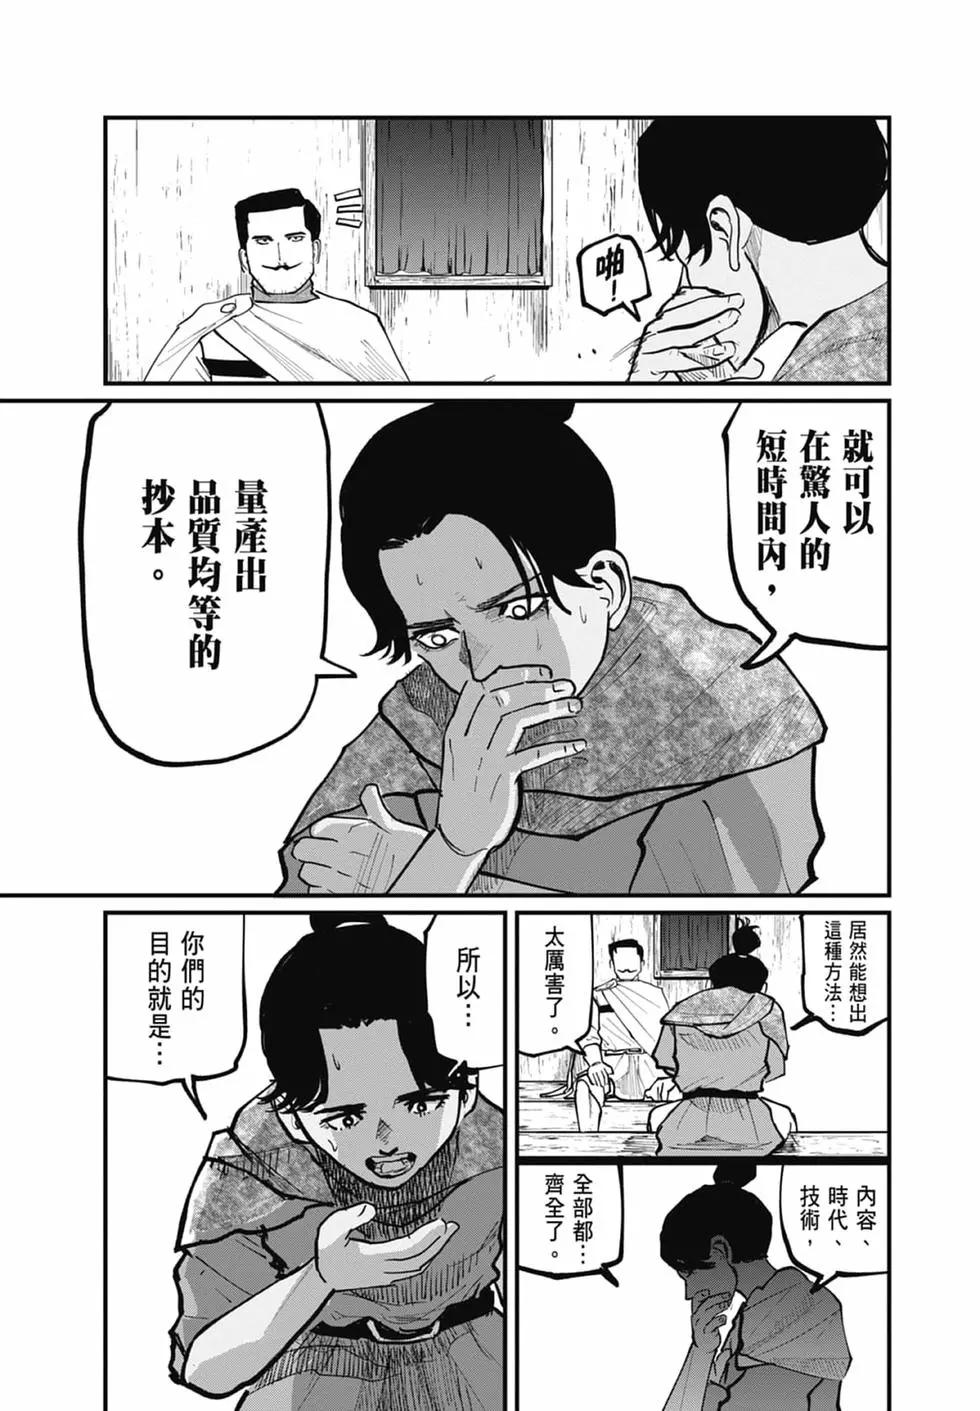 啪！
就可以
在驚人的
短時間內，
量產出
品質均等的
抄本。
居然能想出
這種方法…
太厲害了。
內容、
時代、
技術，
全部都…
齊全了。
所以…
你們的
目的就是…